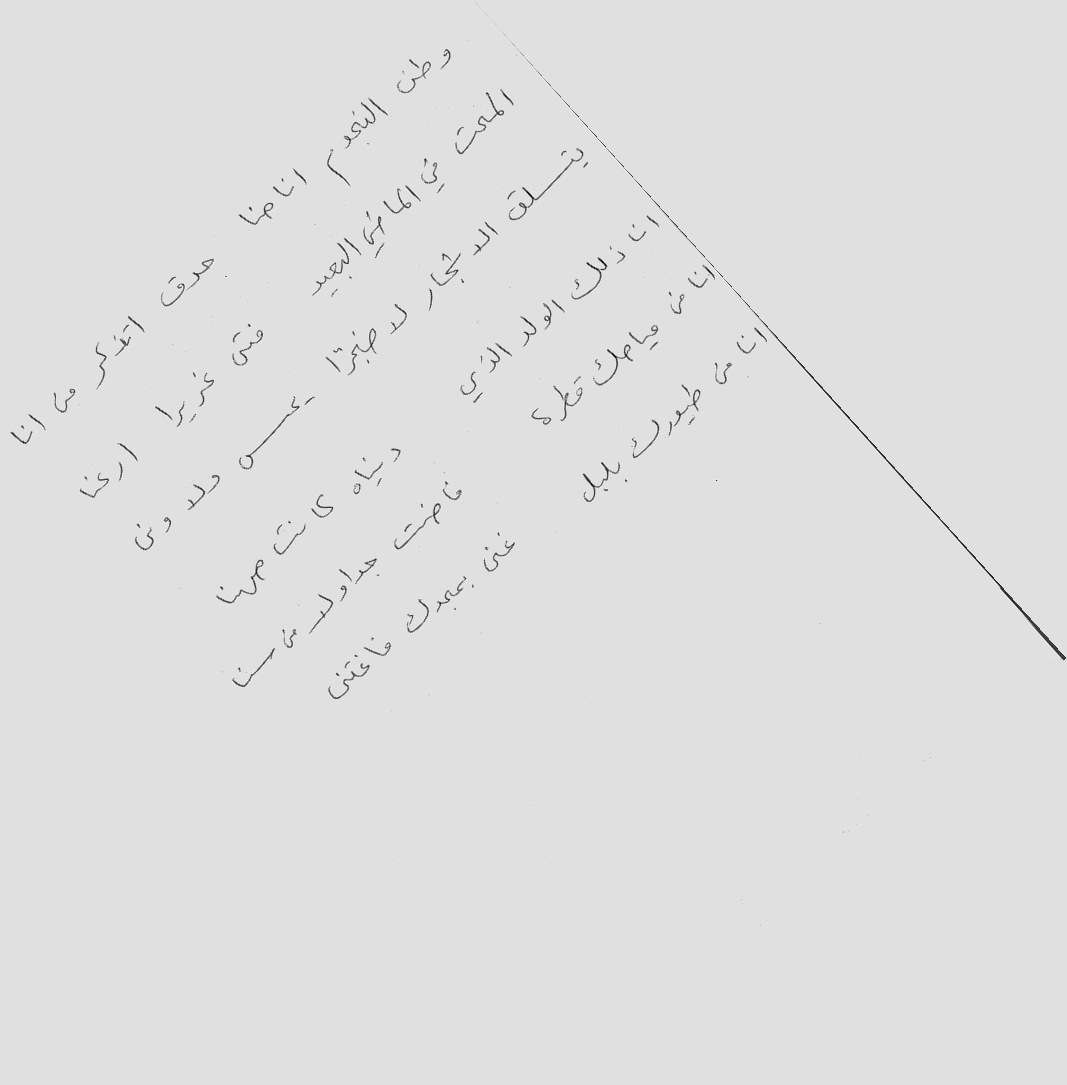 وطن النجوم انا هنا حدق اتذكر من انا
المحت في الماضي البعيد فتى غريرا ارعنا
يتسلق الاشجار لا ضجرًا يحس ولا ونى
انا ذلك الولد الذي دنياه كانت ههنا
انا من مياهك قطرة فاضت جداولا من سنا
انا من طيورك بلبل غنى بمجدك فاغتنى